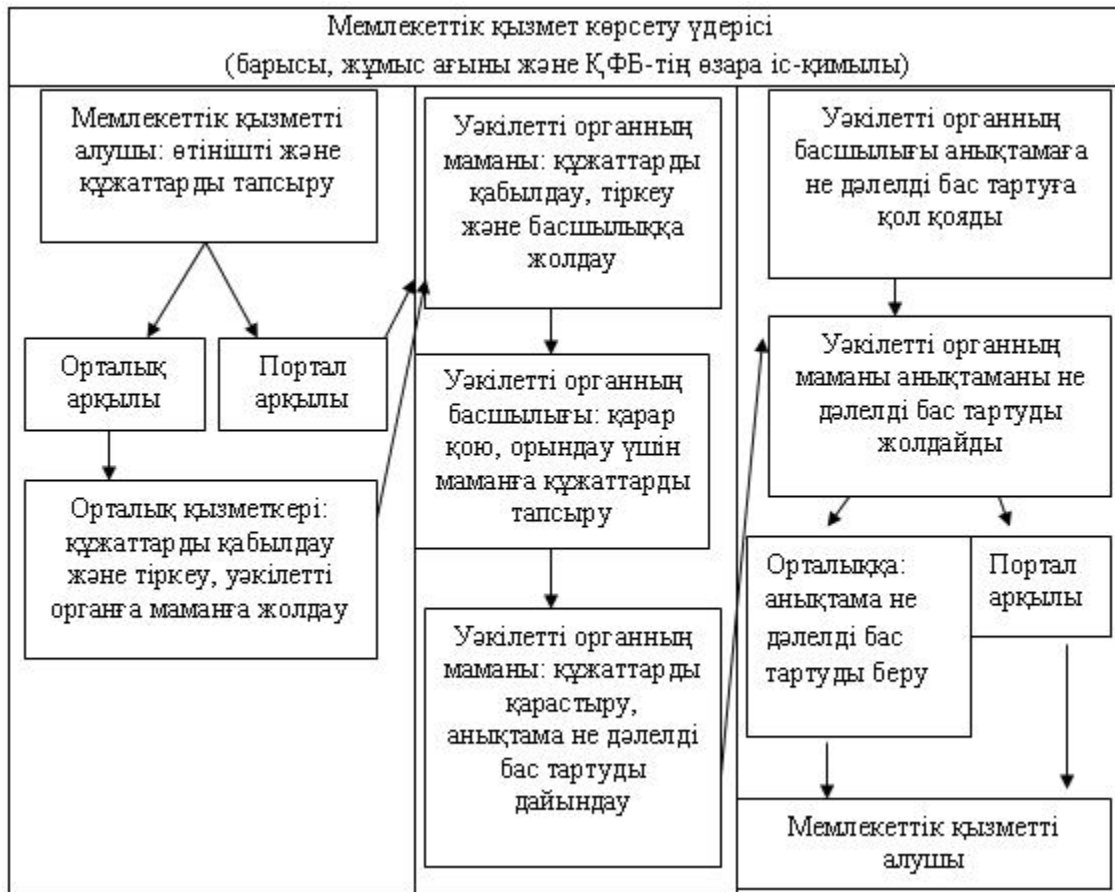 Мемлекеттік қызмет көрсету үдерісі
(барысы, жұмыс ағыны және ҚФБ-тің өзара іс-қимылы)
Мемлекеттік қызметті
алушы: өтінішті және
құжаттарды тапсыру
Орталық
арқылы
Портал
арқылы
Орталық қызметкері:
құжаттарды қабылдау
және тіркеу, уәкілетті
органға маманға жолдау
Уәкілетті органның
маманы: құжаттарды
қабылдау, тіркеу
және басшылыққа
жолдау
Уәкілетті органның
басшылығы: қарар
қою, орындау үшін
маманға құжаттарды
тапсыру
Уәкілетті органның
маманы: құжаттарды
қарастыру,
анықтама не дәлелді
бас тартуды
дайындау
Уәкілетті органның
басшылығы анықтамаға
не дәлелді бас тартуға
қол қояды
Уәкілетті органның
маманы анықтаманы не
дәлелді бас тартуды
жолдайды
Орталыққа:
анықтама не
дәлелді бас
тартуды беру
Портал
арқылы
Мемлекеттік қызметті
алушы